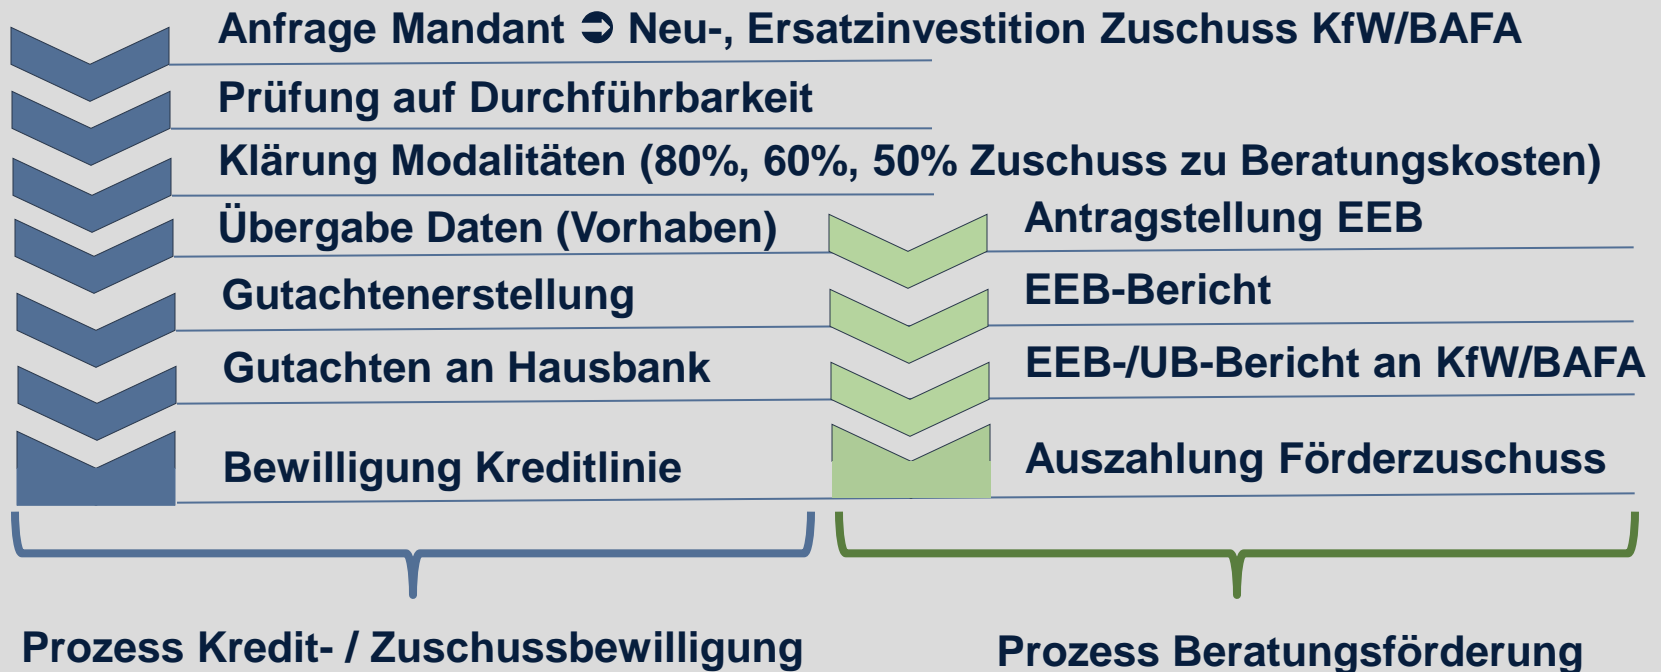 Anfrage Mandant ➲ Neu-, Ersatzinvestition Zuschuss KfW/BAFA
Prüfung auf Durchführbarkeit
Klärung Modalitäten (80%, 60%, 50% Zuschuss zu Beratungskosten)
Übergabe Daten (Vorhaben)
Gutachtenerstellung
Gutachten an Hausbank
Bewilligung Kreditlinie
Prozess Kredit- / Zuschussbewilligung
Antragstellung EEB
EEB-Bericht
EEB-/UB-Bericht an KfW/BAFA
Auszahlung Förderzuschuss
Prozess Beratungsförderung